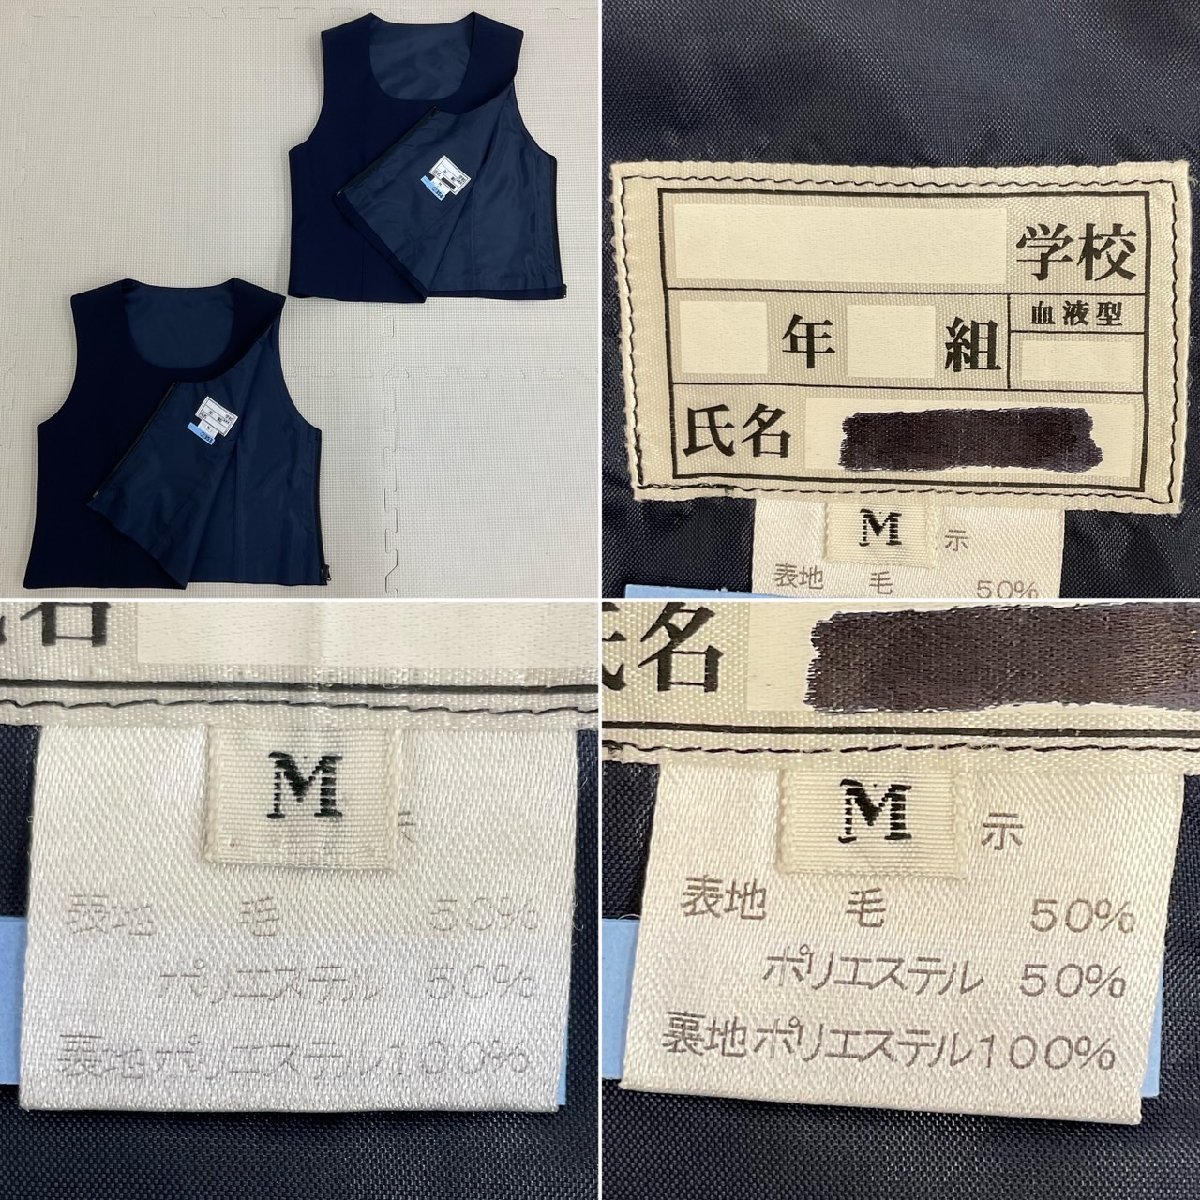 学校
年 組 血液型
氏名
M 示
表地 毛 50%
名
M 示
表地 毛 50%
ポリエステル 50%
裏地ポリエステル100%
氏名
M 示
表地 毛 50%
ポリエステル 50%
裏地ポリエステル100%